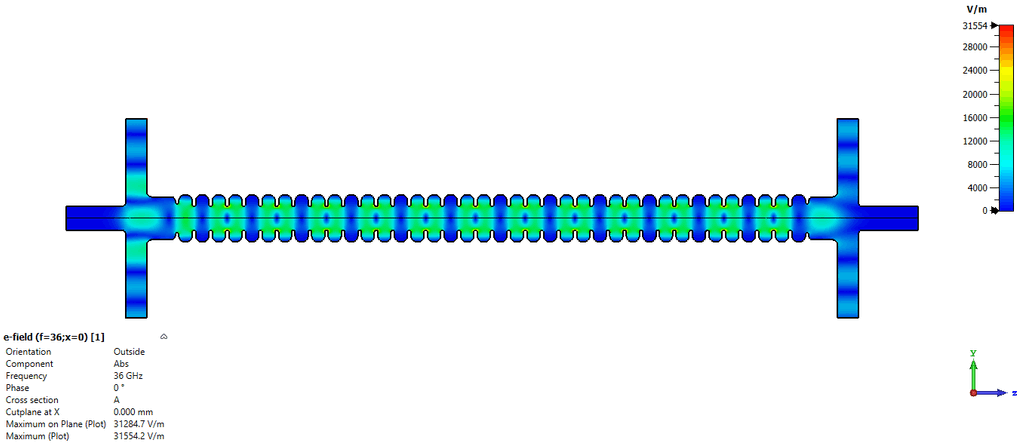 V/m
31554
28000
24000
20000
16000
12000
8000
4000
0
e-field (f=36;x=0) [1]
Orientation Outside
Component Abs
Frequency 36 GHz
Phase 0 °
Cross section A
Cutplane at X 0.000 mm
Maximum on Plane (Plot) 31284.7 V/m
Maximum (Plot) 31554.2 V/m
y
z